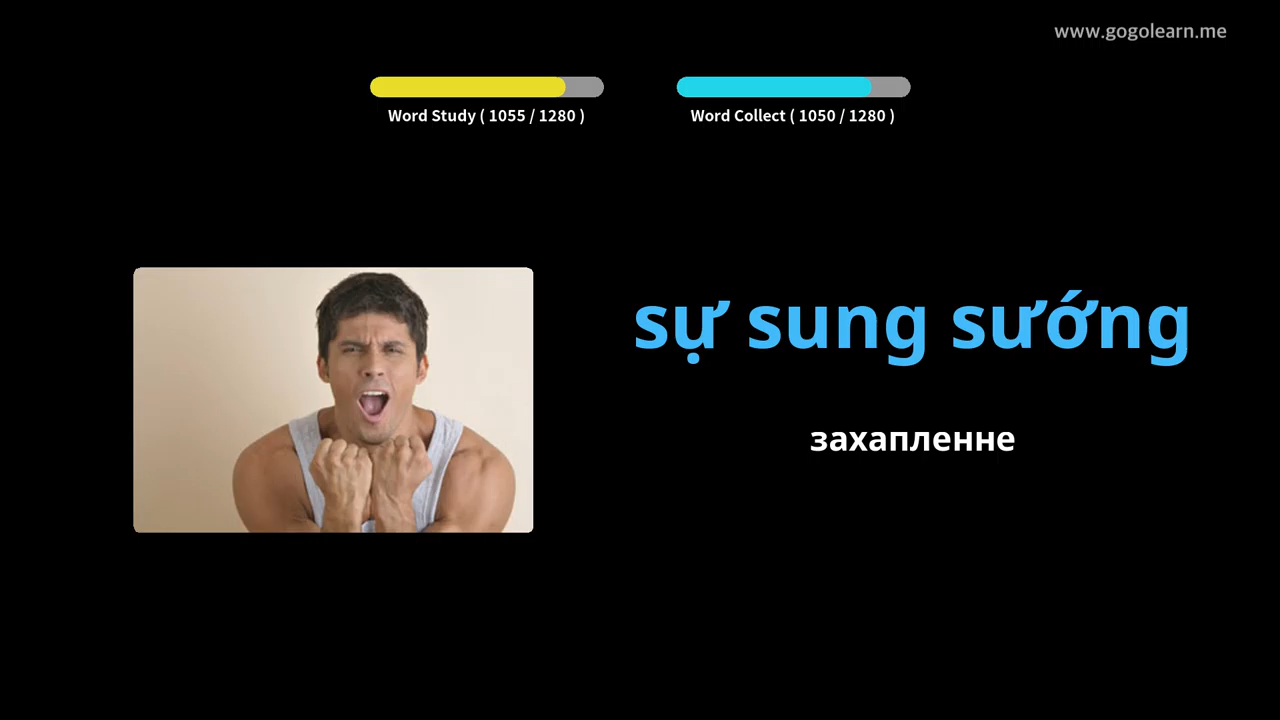 www.gogolearn.me
Word Study ( 1055 / 1280 )
Word Collect ( 1050 / 1280 )
sự sung sướng
захапленне